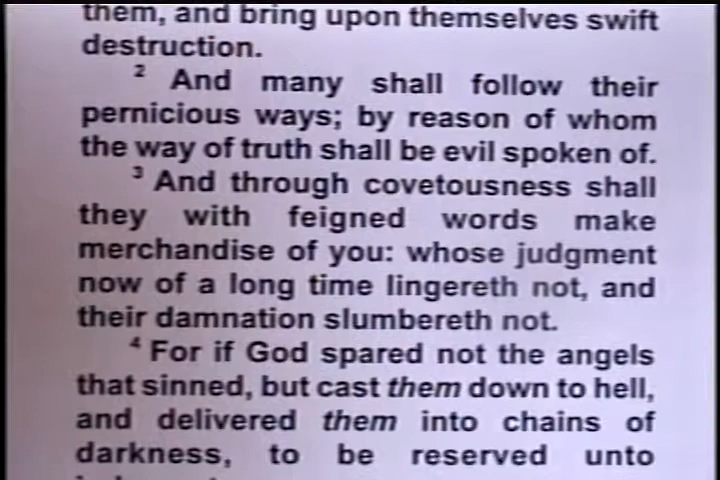 them, and bring upon themselves swift
destruction.
2 And many shall follow their
pernicious ways; by reason of whom
the way of truth shall be evil spoken of.
3 And through covetousness shall
they with feigned words make
merchandise of you: whose judgment
now of a long time lingereth not, and
their damnation slumbereth not.
4 For if God spared not the angels
that sinned, but cast them down to hell,
and delivered them into chains of
darkness, to be reserved unto